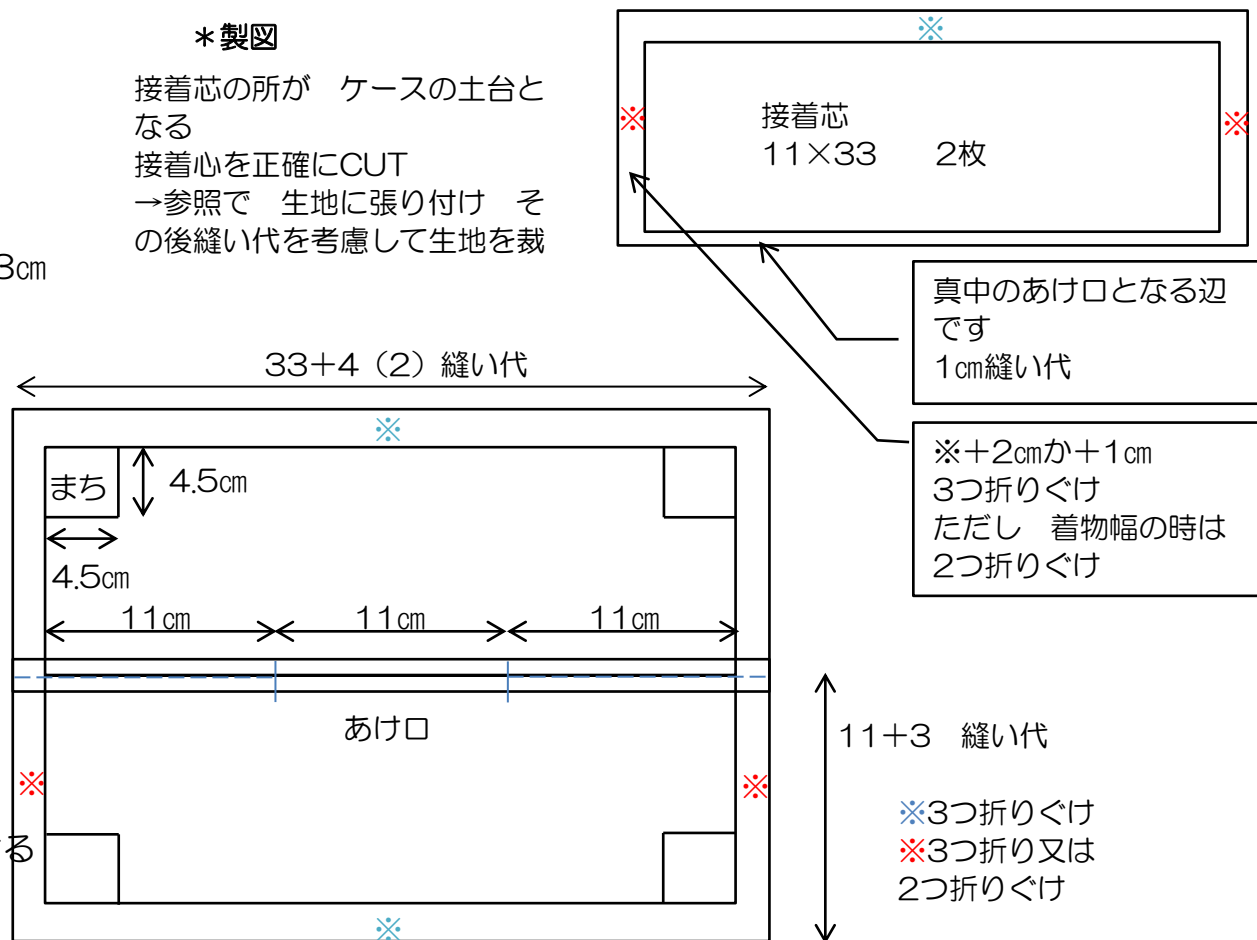 *製図
接着芯の所が　ケースの土台と
なる
接着心を正確にCUT
→参照で　生地に張り付け　そ
の後縫い代を考慮して生地を裁
3㎝
※
※
※
接着芯
11×33　　2枚
真中のあけ口となる辺
です
1㎝縫い代
※+2㎝か+1㎝
3つ折りぐけ
ただし　着物幅の時は
2つ折りぐけ
33+4（2）縫い代
※
まち
4.5㎝
4.5㎝
11㎝
11㎝
11㎝
あけ口
11+3　縫い代
※
※
※3つ折りぐけ
※3つ折り又は
2つ折りぐけ
る
※